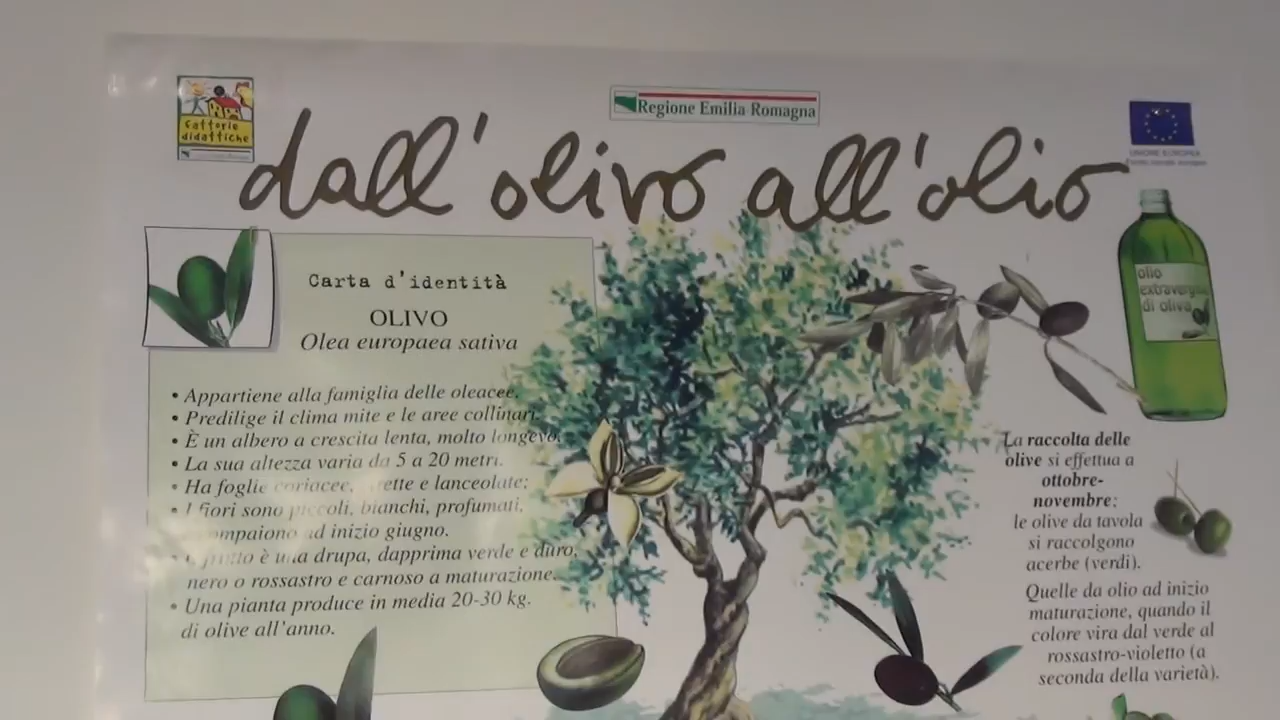 fattorie
didattiche
Regione Emilia Romagna
UNIONE EUROPEA
dall'olivo all'olio
Carta d'identità
OLIVO
Olea europaea sativa
• Appartiene alla famiglia delle oleacee.
• Predilige il clima mite e le aree collinari.
• È un albero a crescita lenta, molto longevo.
• La sua altezza varia da 5 a 20 metri.
• Ha foglie coriacee, e lanceolate;
• I fiori sono piccoli, bianchi, profumati,
compaiono ad inizio giugno.
• frutto è una drupa, dapprima verde e duro,
nero o rossastro e carnoso a maturazione.
• Una pianta produce in media 20-30 kg.
di olive all'anno.
olio
extravergine
di oliva
La raccolta delle
olive si effettua a
ottobre-
novembre;
le olive da tavola
si raccolgono
acerbe (verdi).
Quelle da olio ad inizio
maturazione, quando il
colore vira dal verde al
rossastro-violetto (a
seconda della varietà).